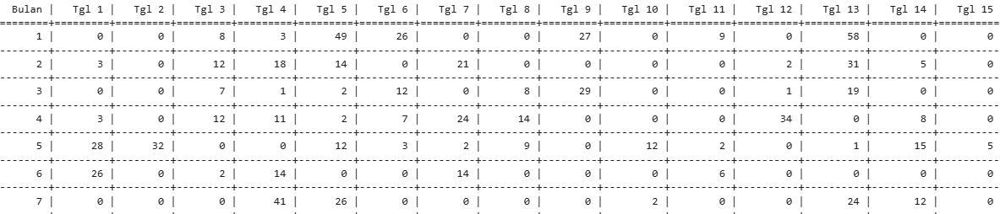 Bulan | Tgl 1 | Tgl 2 | Tgl 3 | Tgl 4 | Tgl 5 | Tgl 6 | Tgl 7 | Tgl 8 | Tgl 9 | Tgl 10 | Tgl 11 | Tgl 12 | Tgl 13 | Tgl 14 | Tgl 15
1 | 0 | 0 | 8 | 3 | 49 | 26 | 0 | 0 | 27 | 0 | 9 | 0 | 58 | 0 | 0
2 | 3 | 0 | 12 | 18 | 14 | 0 | 21 | 0 | 0 | 0 | 0 | 2 | 31 | 5 | 0
3 | 0 | 0 | 7 | 1 | 2 | 12 | 0 | 8 | 29 | 0 | 0 | 1 | 19 | 0 | 0
4 | 3 | 0 | 12 | 11 | 2 | 7 | 24 | 14 | 0 | 0 | 0 | 34 | 0 | 8 | 0
5 | 28 | 32 | 0 | 0 | 12 | 3 | 2 | 9 | 0 | 12 | 2 | 0 | 1 | 15 | 5
6 | 26 | 0 | 2 | 14 | 0 | 0 | 14 | 0 | 0 | 0 | 6 | 0 | 0 | 0 | 0
7 | 0 | 0 | 0 | 41 | 26 | 0 | 0 | 0 | 0 | 2 | 0 | 0 | 24 | 12 | 0